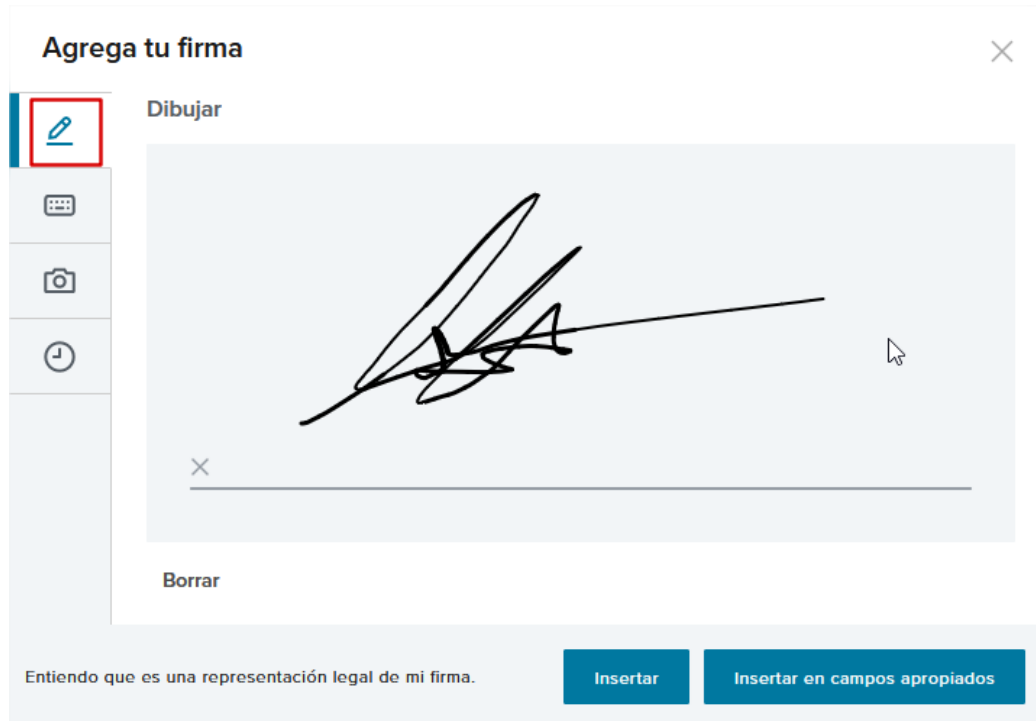 Agrega tu firma
Dibujar
Borrar
Entiendo que es una representación legal de mi firma.
Insertar
Insertar en campos apropiados